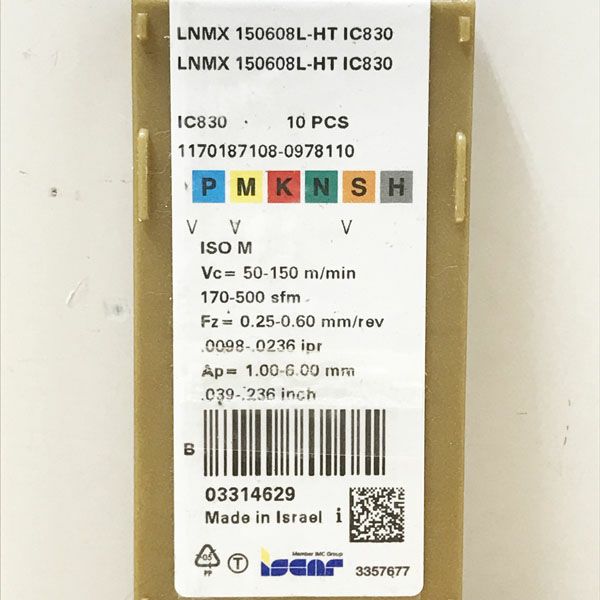 LNMX 150608L-HT IC830
LNMX 150608L-HT IC830
IC830 · 10 PCS
1170187108-0978110
P M K N S H
V ∀ V
ISO M
Vc= 50-150 m/min
170-500 sfm
Fz= 0.25-0.60 mm/rev
.0098-.0236 ipr
Ap= 1.00-6.00 mm
.039-.236 inch
B
03314629
Made in Israel i
Member IMC Group
05 PP T iscar 3357677